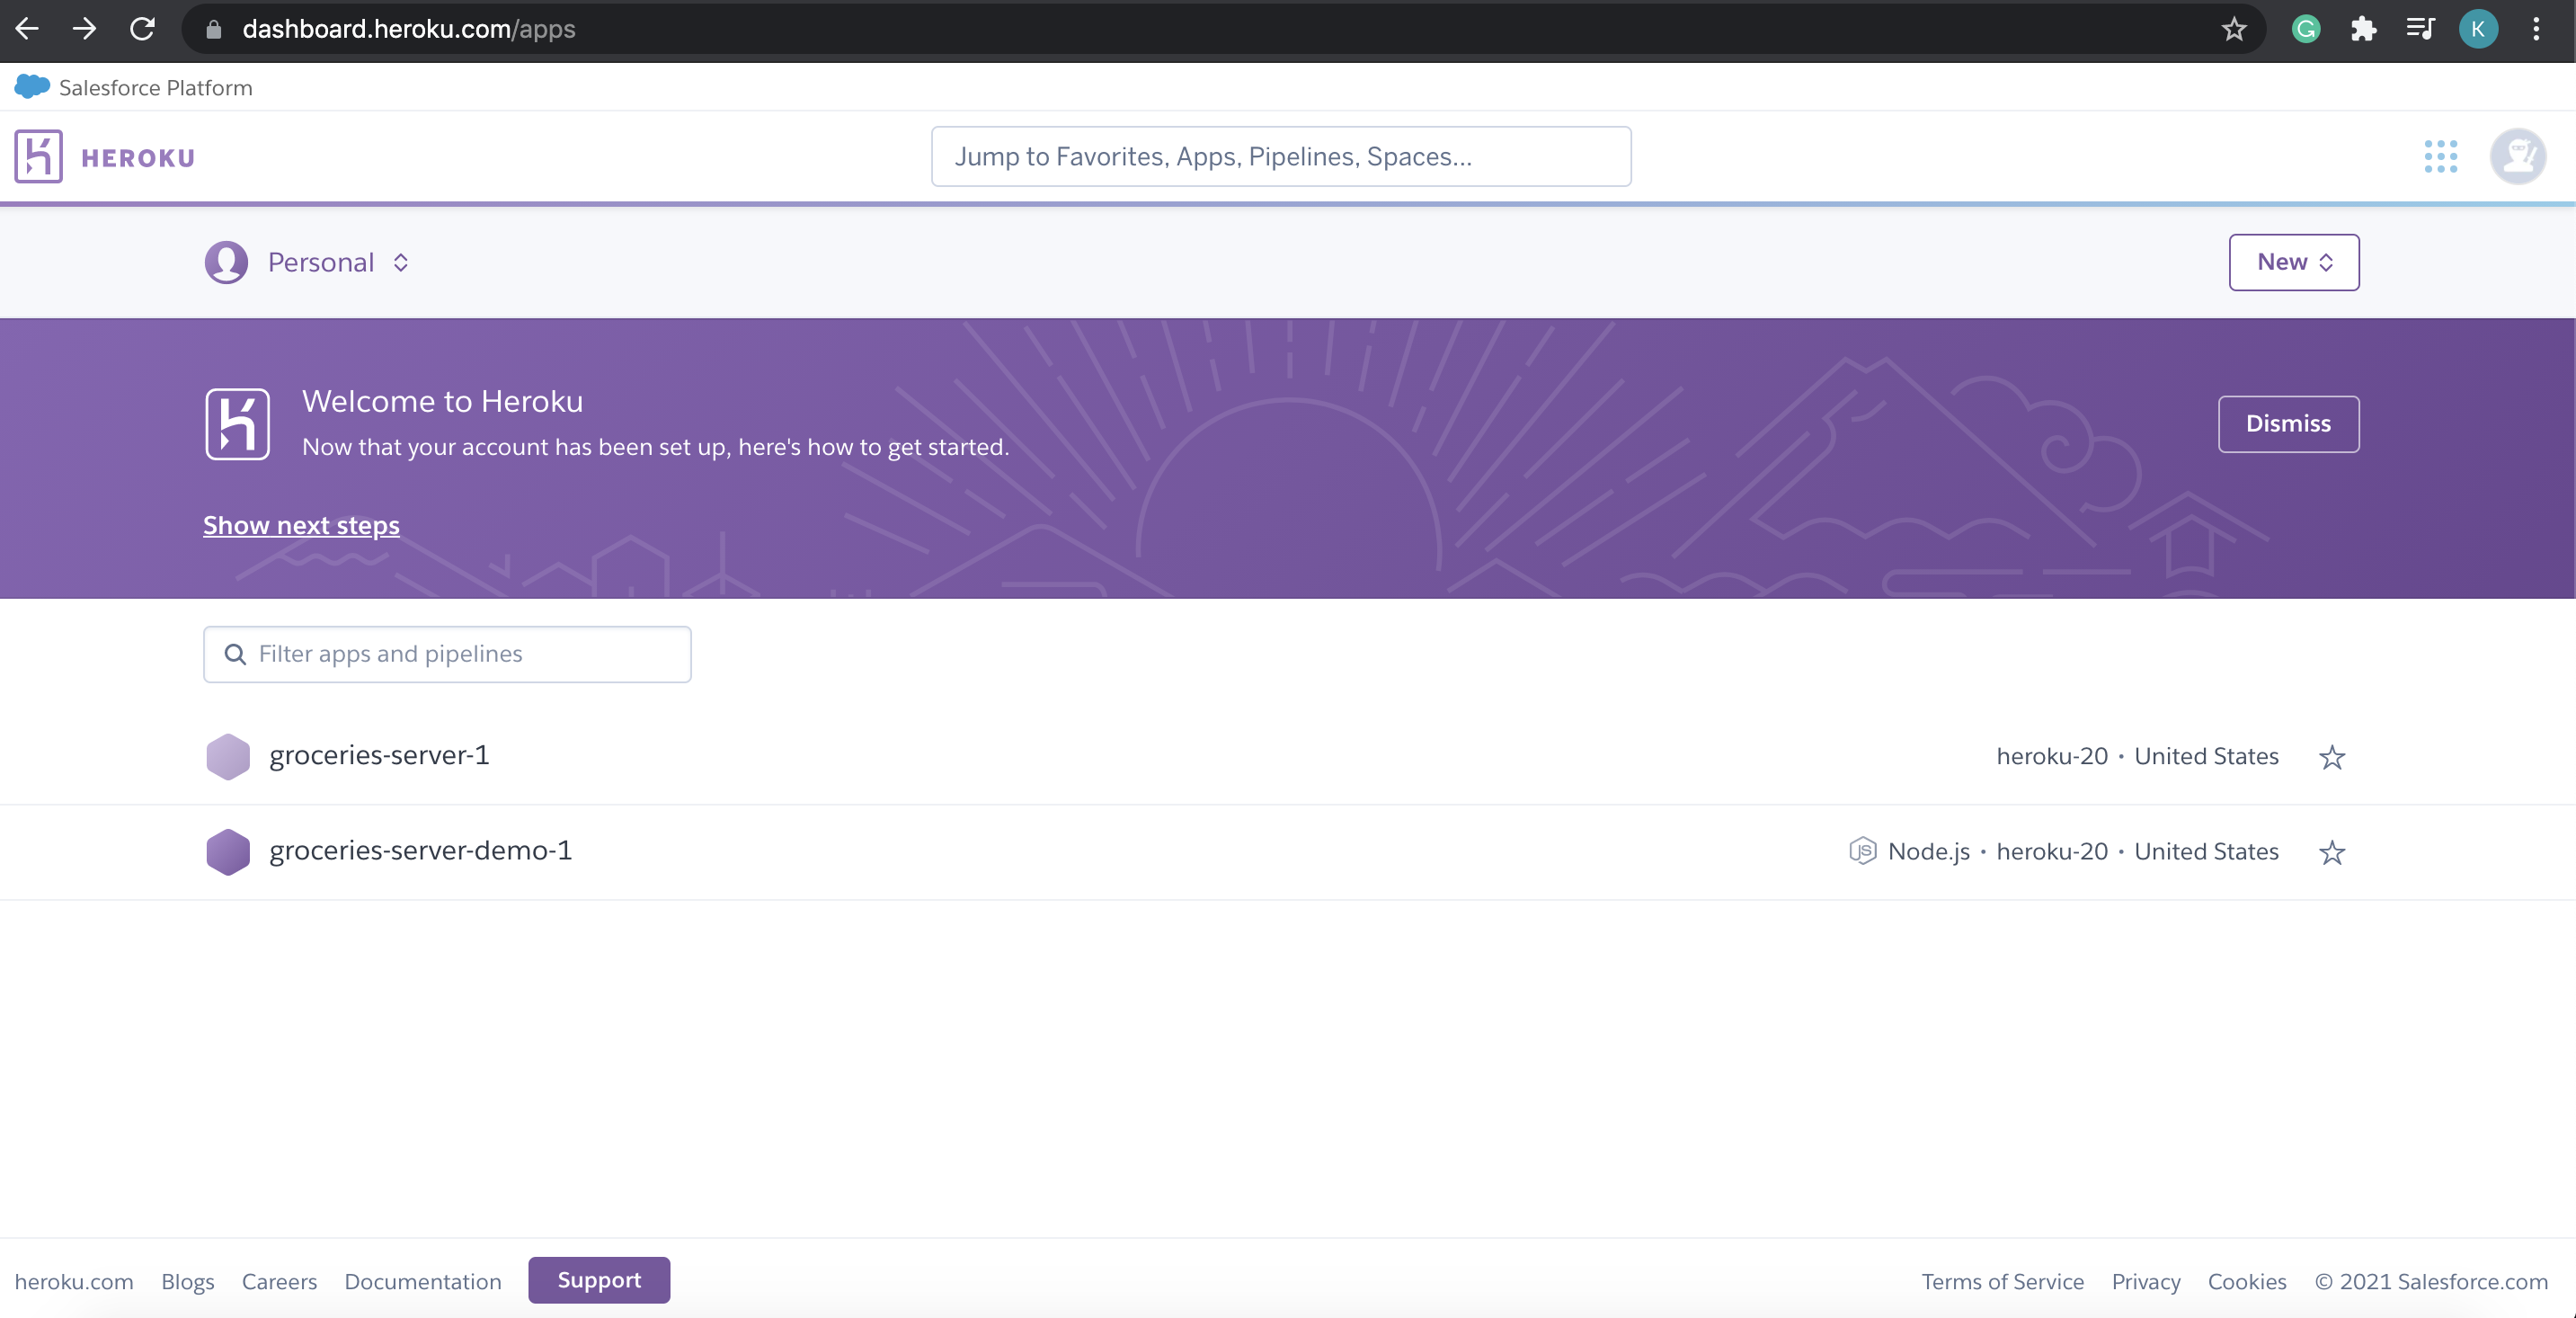 dashboard.heroku.com/apps
K
Salesforce Platform
HEROKU
Jump to Favorites, Apps, Pipelines, Spaces...
Personal
New
Welcome to Heroku
Now that your account has been set up, here's how to get started.
Dismiss
Show next steps
Filter apps and pipelines
groceries-server-1
heroku-20 • United States
groceries-server-demo-1
JS Node.js • heroku-20 • United States
heroku.com Blogs Careers Documentation Support
Terms of Service Privacy Cookies © 2021 Salesforce.com